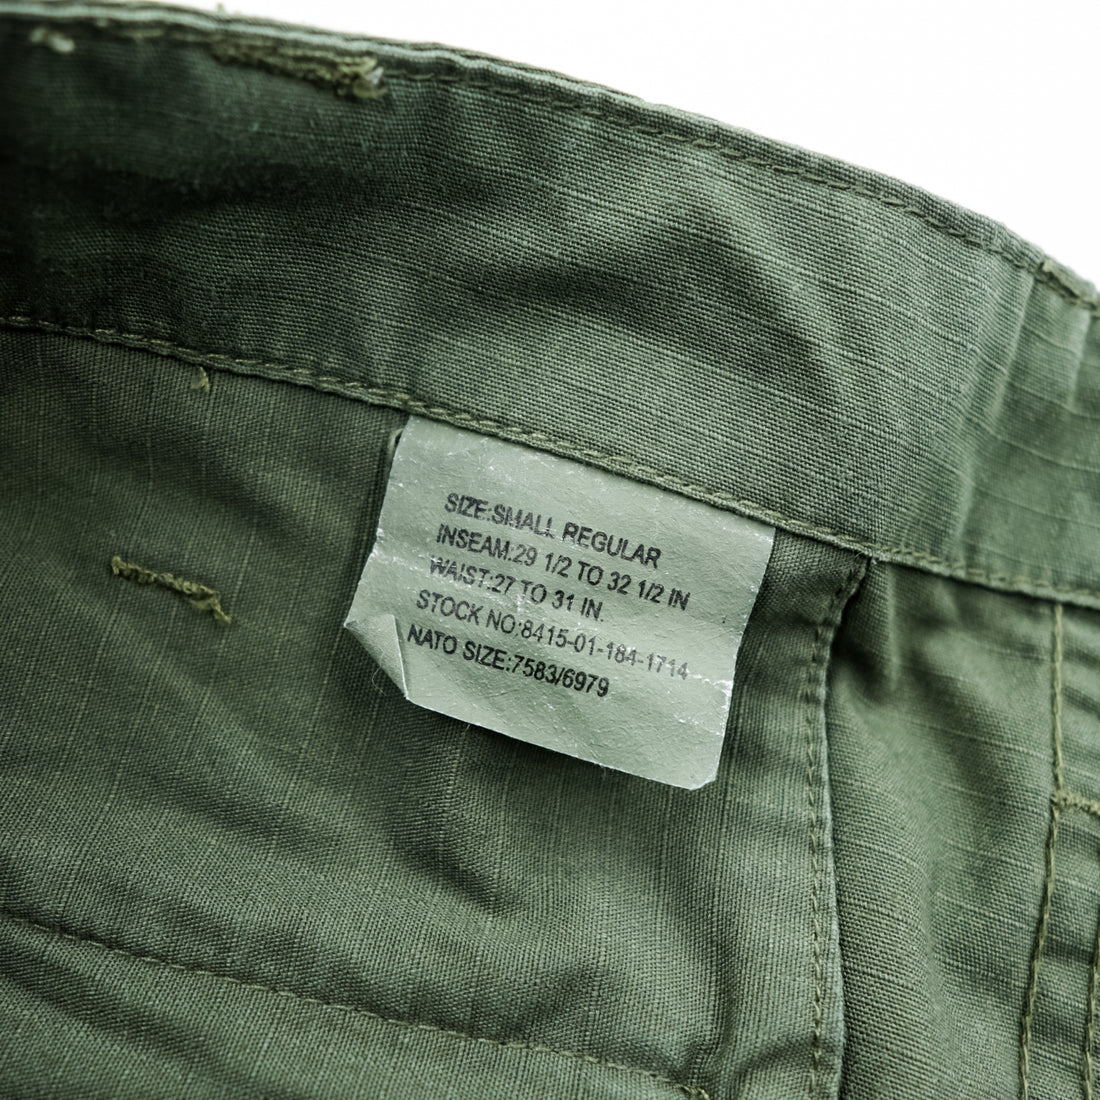 SIZE:SMALL REGULAR
INSEAM:29 1/2 TO 32 1/2 IN
WAIST:27 TO 31 IN.
STOCK NO:8415-01-184-1714
NATO SIZE:7583/6979